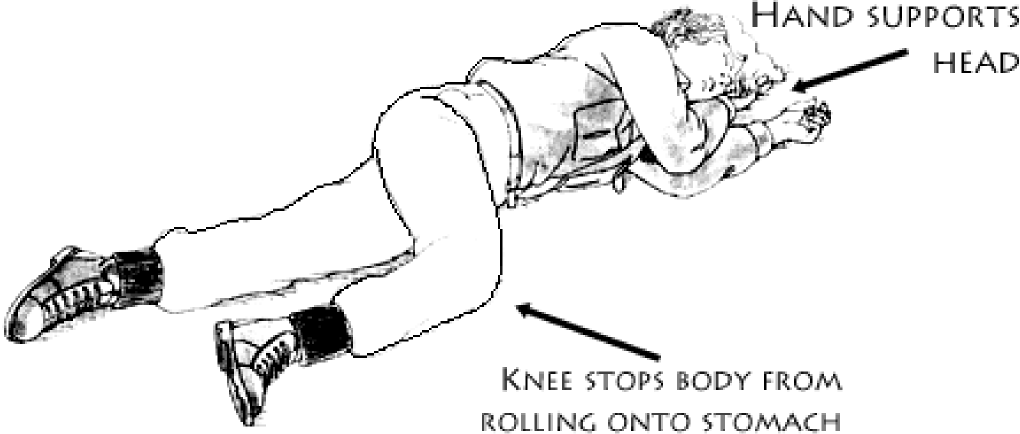 HAND SUPPORTS
HEAD
KNEE STOPS BODY FROM
ROLLING ONTO STOMACH